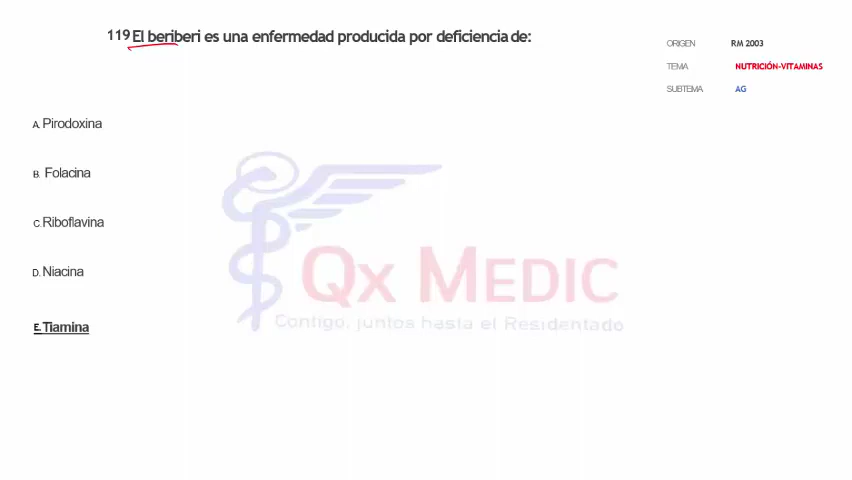 119 El beriberi es una enfermedad producida por deficiencia de:
ORIGEN RM 2003
TEMA NUTRICIÓN-VITAMINAS
SUBTEMA AG
A. Pirodoxina
B. Folacina
C. Riboflavina
D. Niacina
E. Tiamina
Qx MEDIC
Contigo, juntos hasta el Residentado